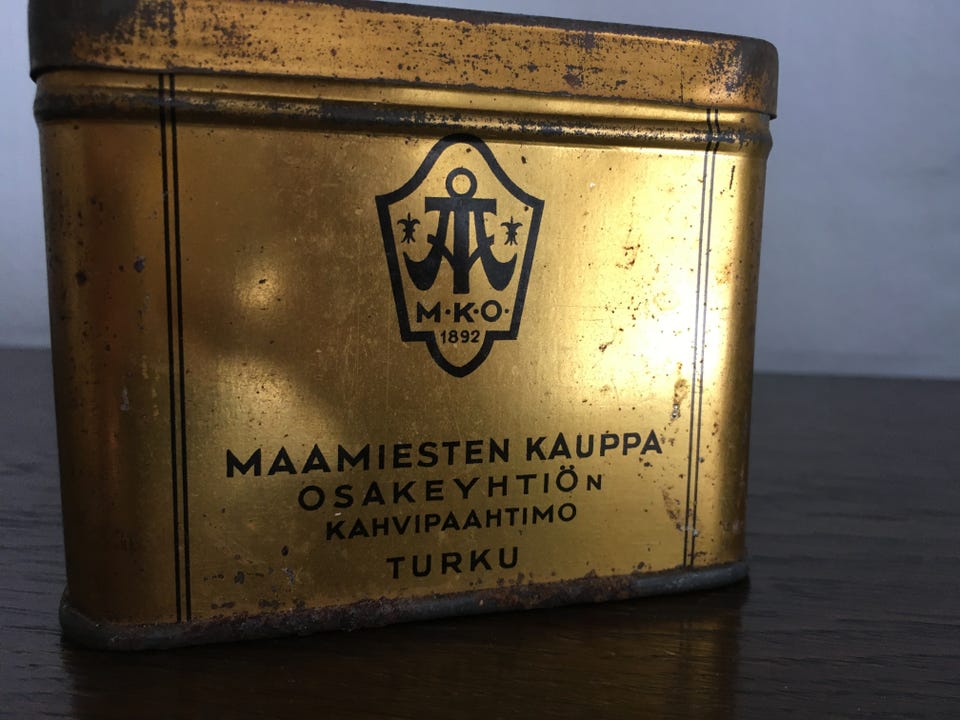 M·K·O·
1892
MAAMIESTEN KAUPPA
OSAKEYHTIÖN
KAHVIPAAHTIMO
TURKU